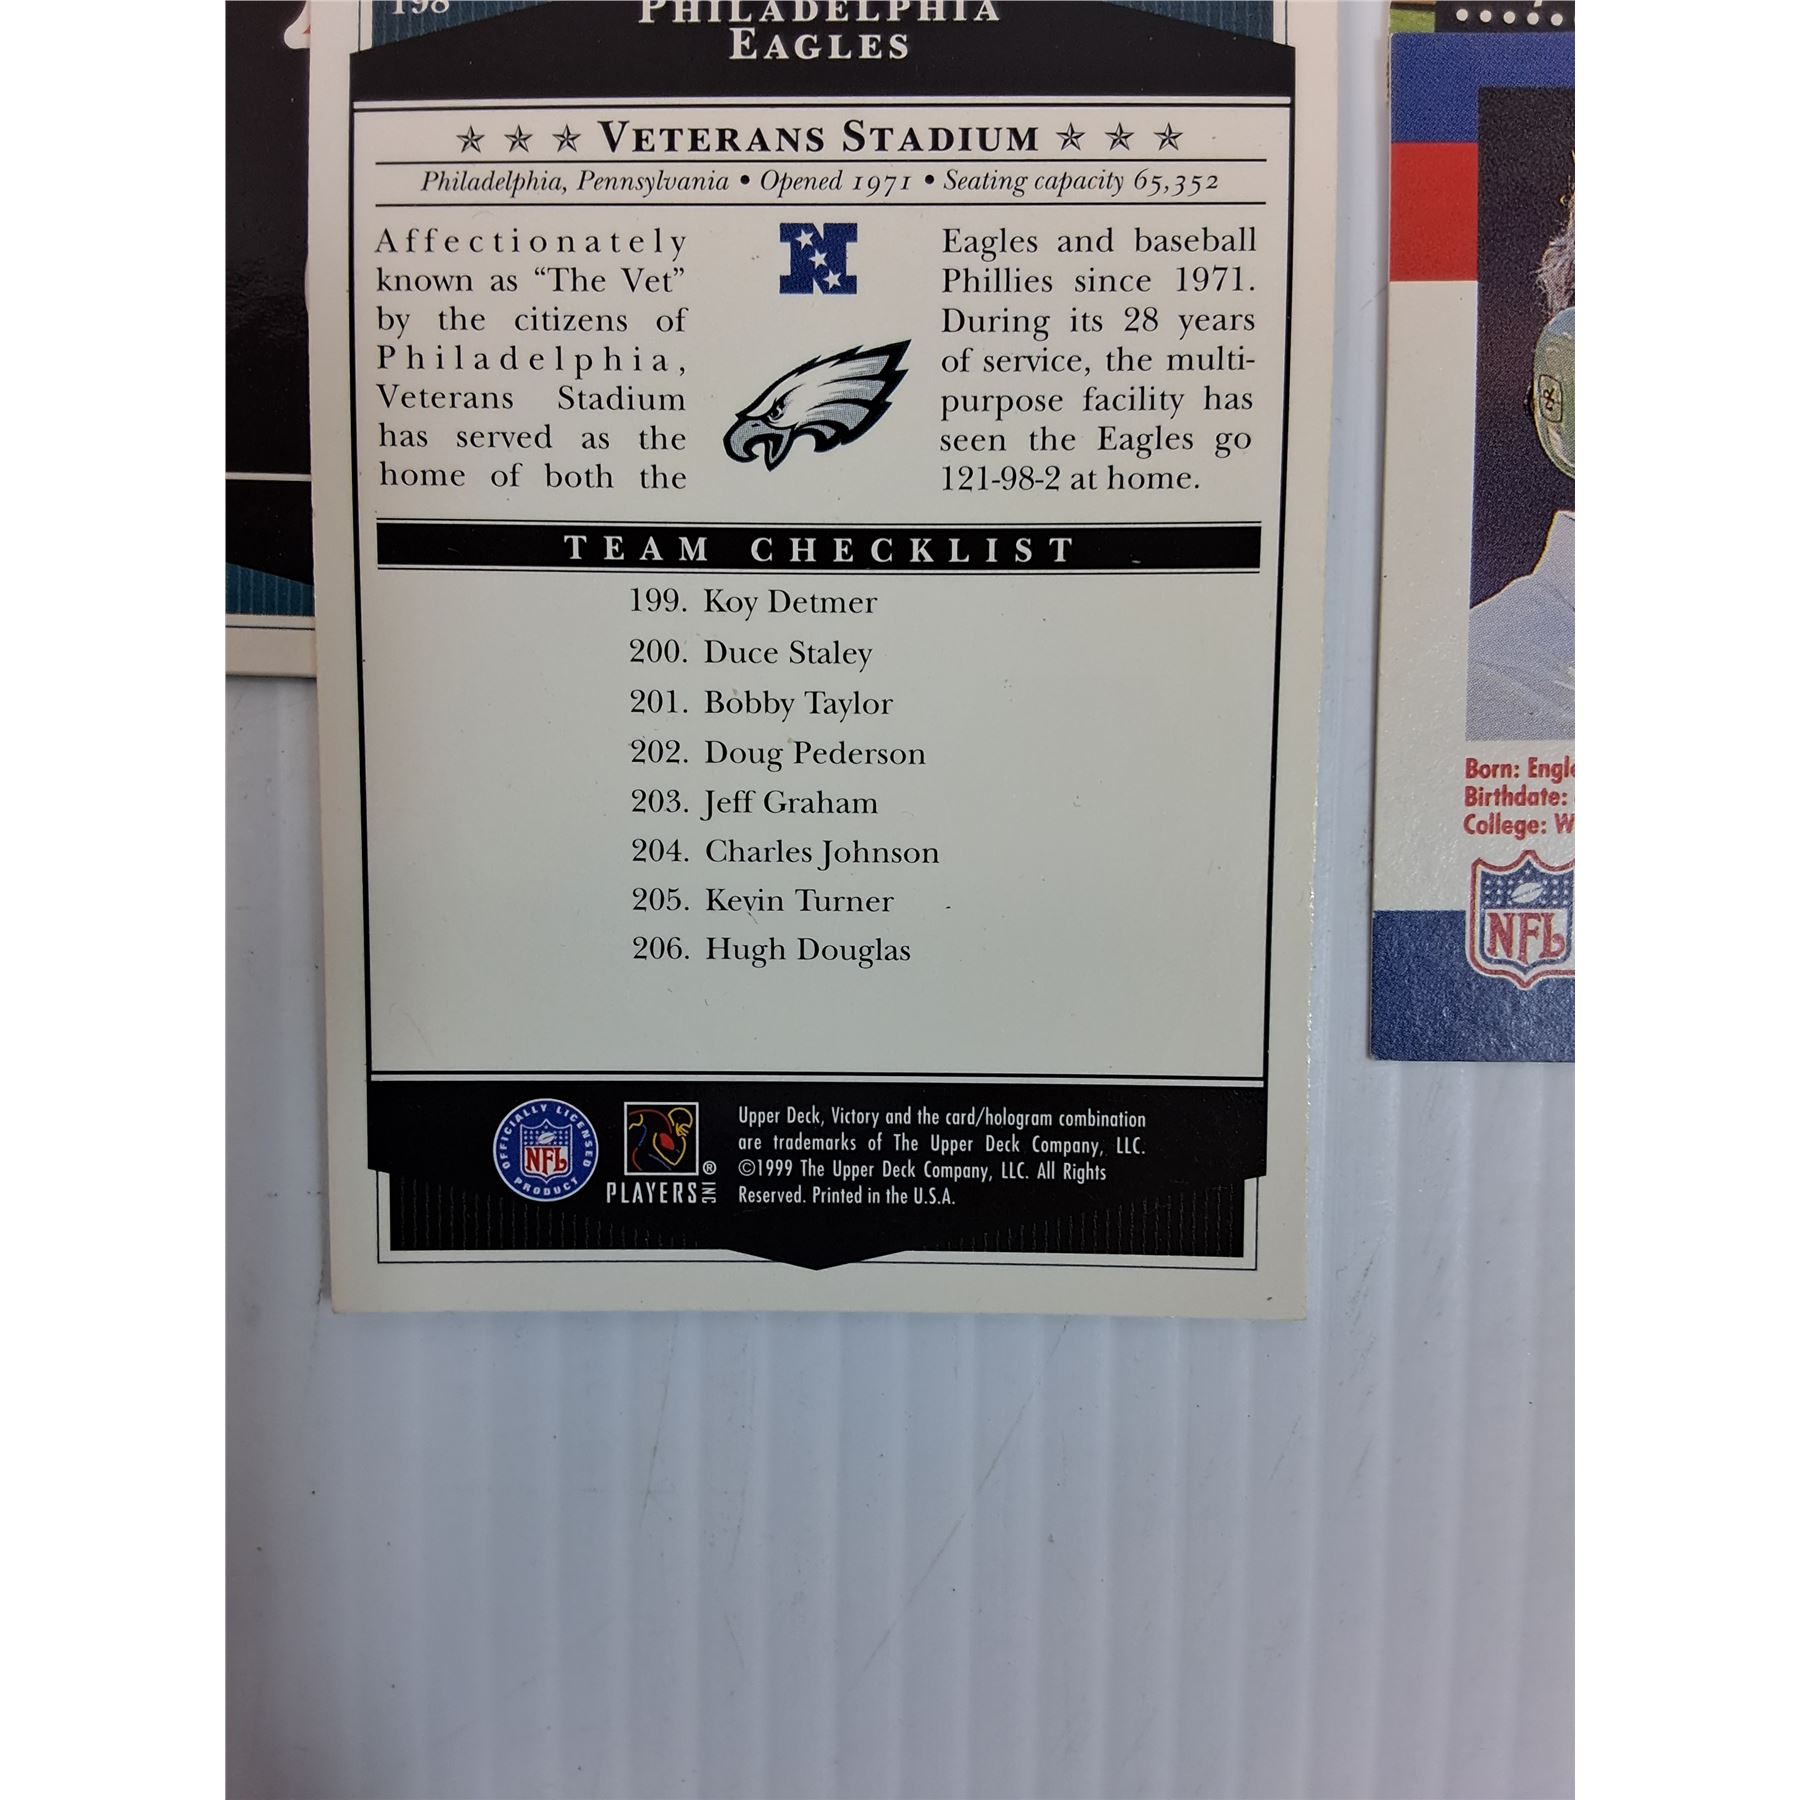 198
PHILADELPHIA
EAGLES
VETERANS STADIUM
Philadelphia, Pennsylvania • Opened 1971 • Seating capacity 65,352
Affectionately
known as “The Vet”
by the citizens of
Philadelphia,
Veterans Stadium
has served as the
home of both the
Eagles and baseball
Phillies since 1971.
During its 28 years
of service, the multi-
purpose facility has
seen the Eagles go
121-98-2 at home.
TEAM CHECKLIST
199. Koy Detmer
200. Duce Staley
201. Bobby Taylor
202. Doug Pederson
203. Jeff Graham
204. Charles Johnson
205. Kevin Turner
206. Hugh Douglas
OFFICIALLY LICENSED
NFL
PRODUCT
PLAYERS INC ®
Upper Deck, Victory and the card/hologram combination
are trademarks of The Upper Deck Company, LLC.
©1999 The Upper Deck Company, LLC. All Rights
Reserved. Printed in the U.S.A.
Born: Engle
Birthdate:
College: W
NFL